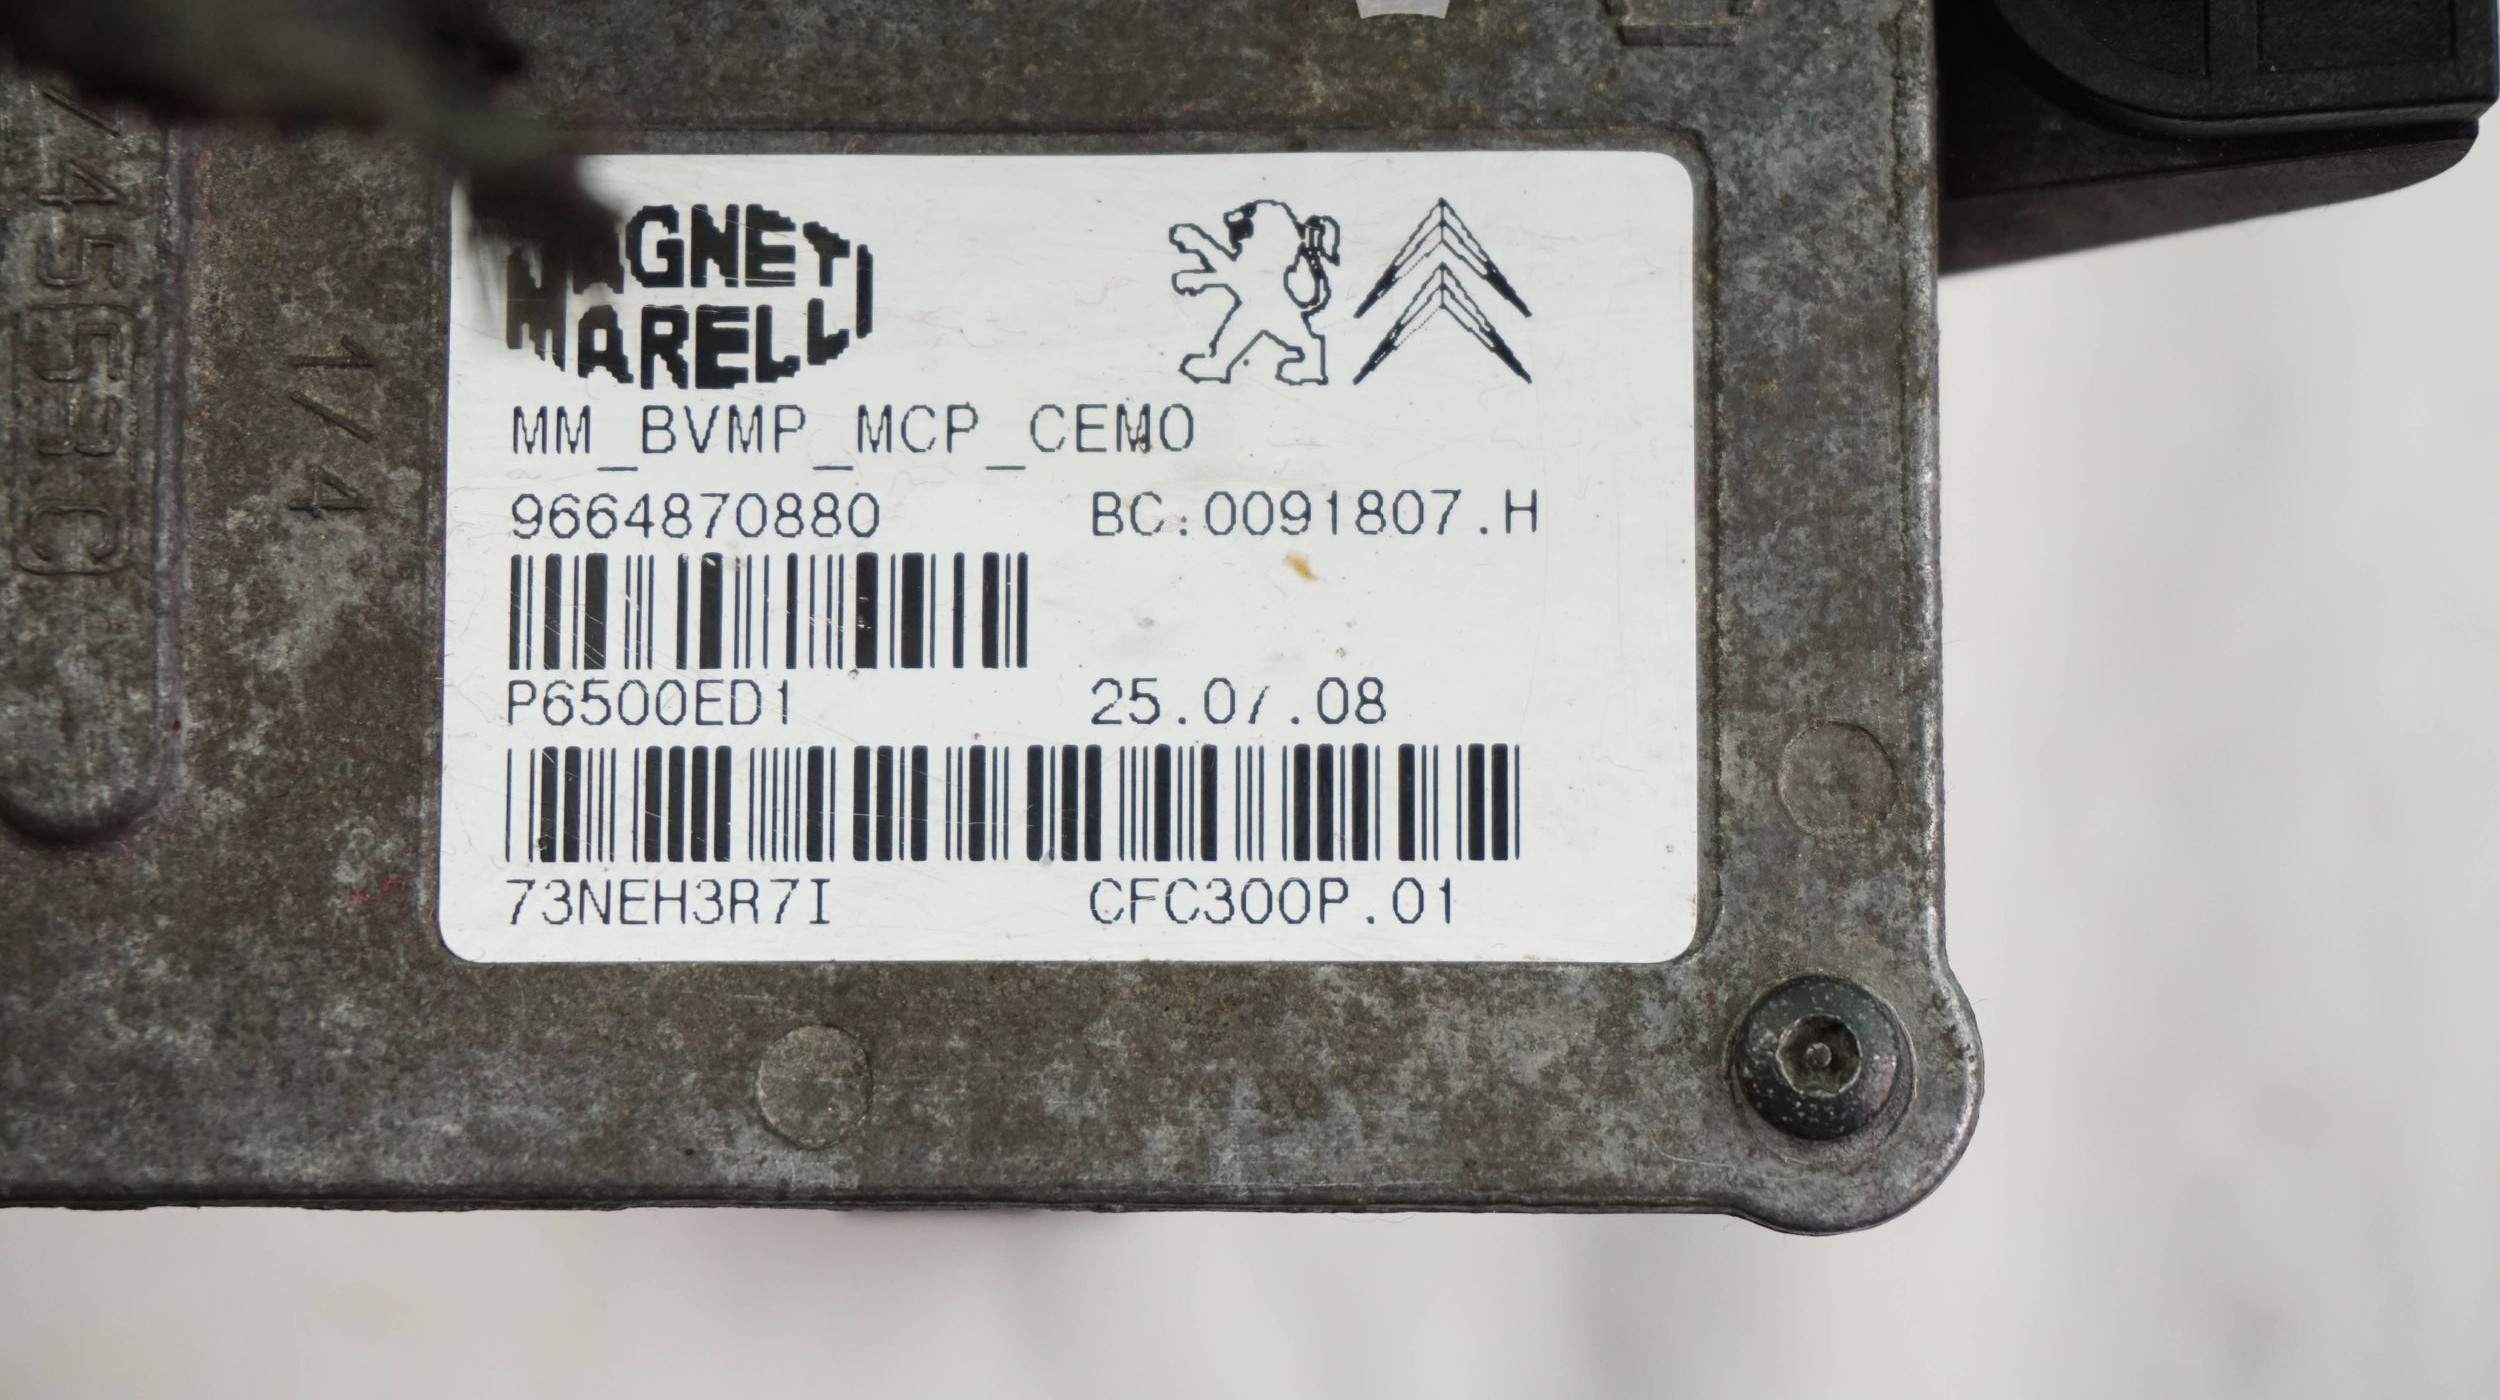 MAGNETI
MARELLI
MM_BVMP_MCP_CEMO
9664870880 BC.0091807.H
P6500ED1 25.07.08
73NEH3R7I CFC300P.01
1/4